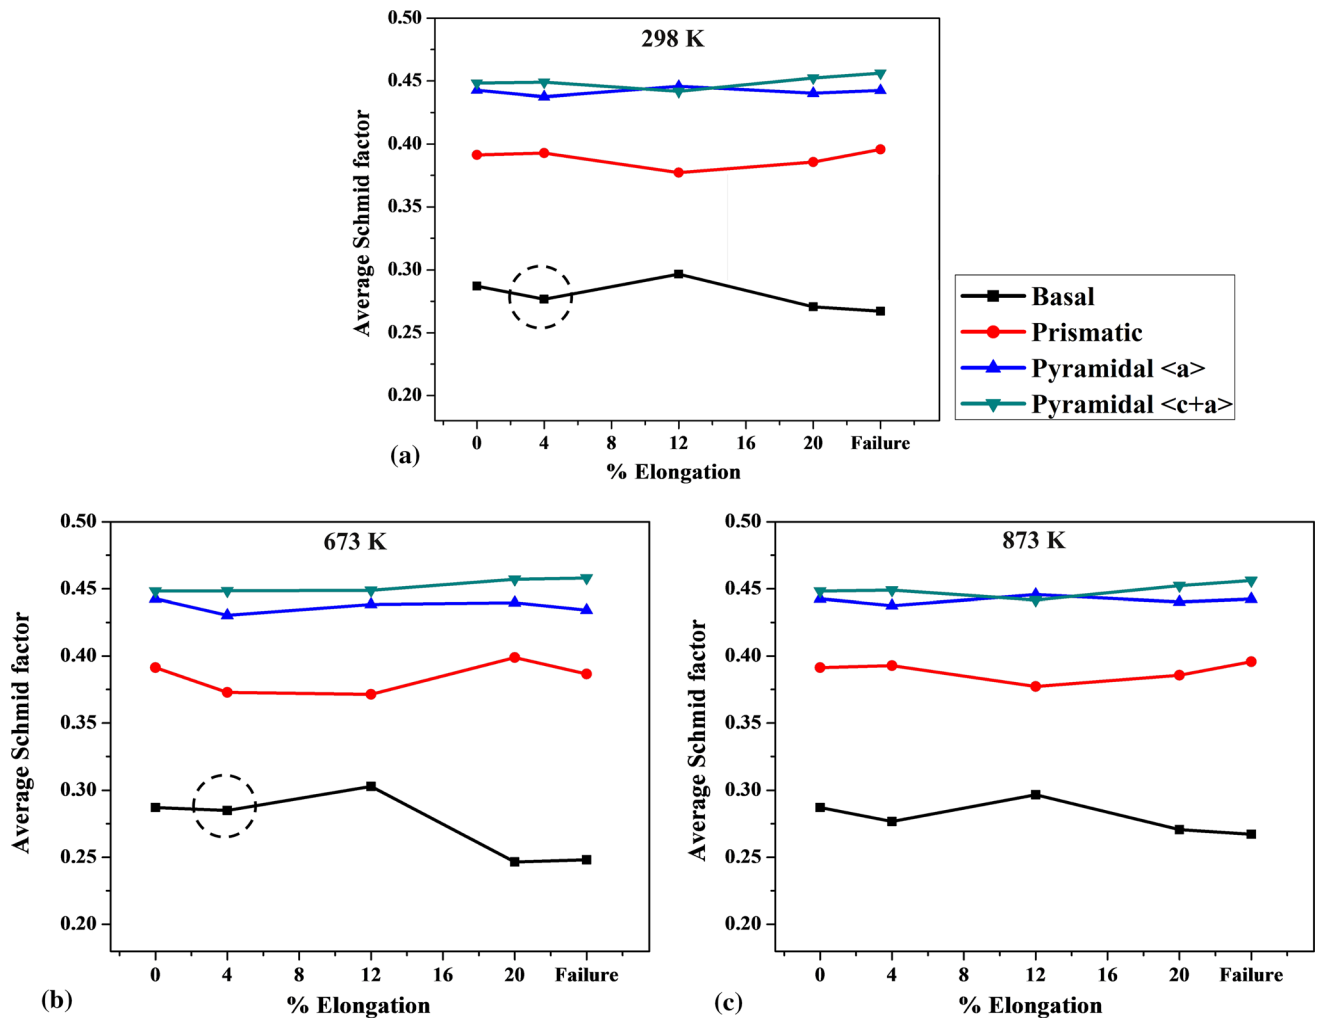 298 K
0.50
0.45
0.40
0.35
0.30
0.25
0.20
Average Schmid factor
0 4 8 12 16 20 Failure
% Elongation
(a)
Basal
Prismatic
Pyramidal <a>
Pyramidal <c+a>
673 K
0.50
0.45
0.40
0.35
0.30
0.25
0.20
Average Schmid factor
0 4 8 12 16 20 Failure
% Elongation
(b)
873 K
0.50
0.45
0.40
0.35
0.30
0.25
0.20
Average Schmid factor
0 4 8 12 16 20 Failure
% Elongation
(c)